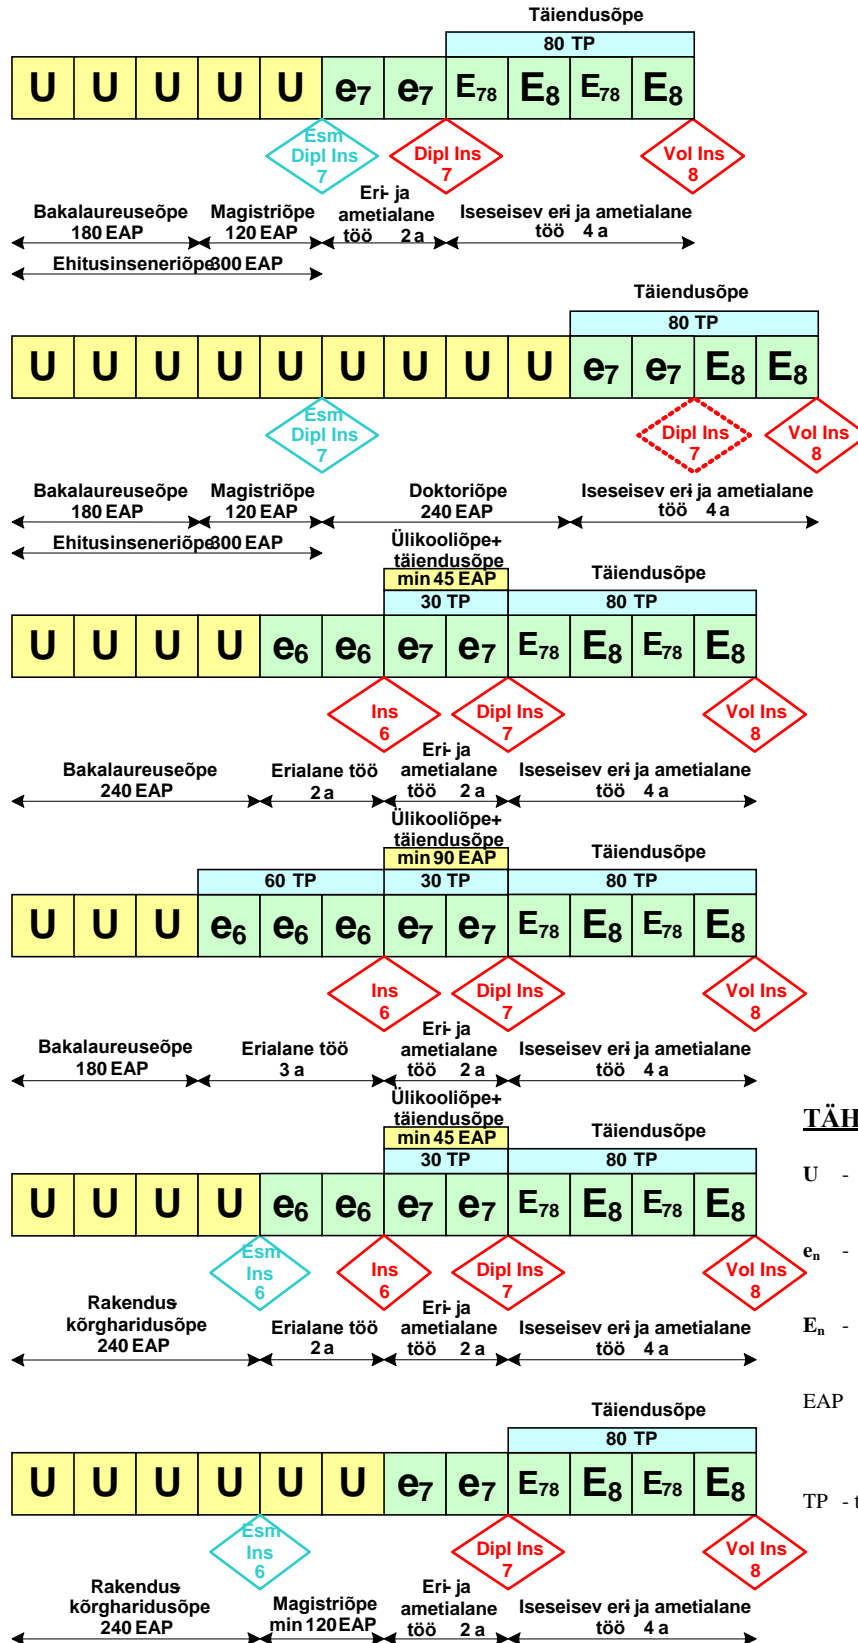 Täiendusõpe
80 TP
U U U U U e7 e7 E78 E8 E78 E8
Esm
Dipl Ins
7
Dipl Ins
7
Vol Ins
8
Bakalaureuseõpe
180 EAP
Magistriõpe
120 EAP
Eri- ja
ametialane
töö 2 a
Iseseisev eri- ja ametialane
töö 4 a
Ehitusinseneriõpe 300 EAP
Täiendusõpe
80 TP
U U U U U U U U U e7 e7 E8 E8
Esm
Dipl Ins
7
Dipl Ins
7
Vol Ins
8
Bakalaureuseõpe
180 EAP
Magistriõpe
120 EAP
Doktoriõpe
240 EAP
Iseseisev eri- ja ametialane
töö 4 a
Ehitusinseneriõpe 300 EAP
Ülikooliõpe+
täiendusõpe
min 45 EAP
30 TP
Täiendusõpe
80 TP
U U U U e6 e6 e7 e7 E78 E8 E78 E8
Ins
6
Dipl Ins
7
Vol Ins
8
Bakalaureuseõpe
240 EAP
Erialane töö
2 a
Eri- ja
ametialane
töö 2 a
Iseseisev eri- ja ametialane
töö 4 a
Ülikooliõpe+
täiendusõpe
min 90 EAP
60 TP
30 TP
Täiendusõpe
80 TP
U U U e6 e6 e6 e7 e7 E78 E8 E78 E8
Ins
6
Dipl Ins
7
Vol Ins
8
Bakalaureuseõpe
180 EAP
Erialane töö
3 a
Eri- ja
ametialane
töö 2 a
Iseseisev eri- ja ametialane
töö 4 a
Ülikooliõpe+
täiendusõpe
min 45 EAP
30 TP
Täiendusõpe
80 TP
U U U U e6 e6 e7 e7 E78 E8 E78 E8
Esm
Ins
6
Ins
6
Dipl Ins
7
Vol Ins
8
Rakendus-
kõrgharidusõpe
240 EAP
Erialane töö
2 a
Eri- ja
ametialane
töö 2 a
Iseseisev eri- ja ametialane
töö 4 a
Täiendusõpe
80 TP
U U U U U U e7 e7 E78 E8 E78 E8
Esm
Ins
6
Dipl Ins
7
Vol Ins
8
Rakendus-
kõrgharidusõpe
240 EAP
Magistriõpe
min 120 EAP
Eri- ja
ametialane
töö 2 a
Iseseisev eri- ja ametialane
töö 4 a
TÄH
U -
en -
En -
EAP
TP - t